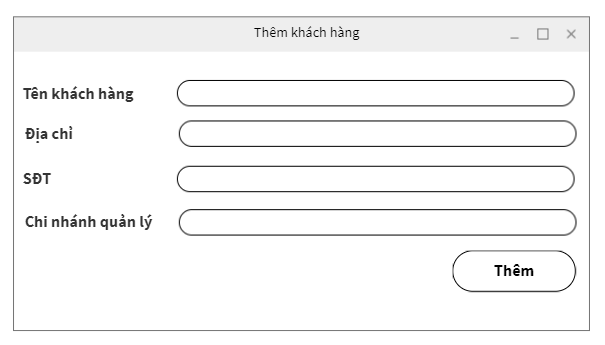 Thêm khách hàng
Tên khách hàng
Địa chỉ
SĐT
Chi nhánh quản lý
Thêm